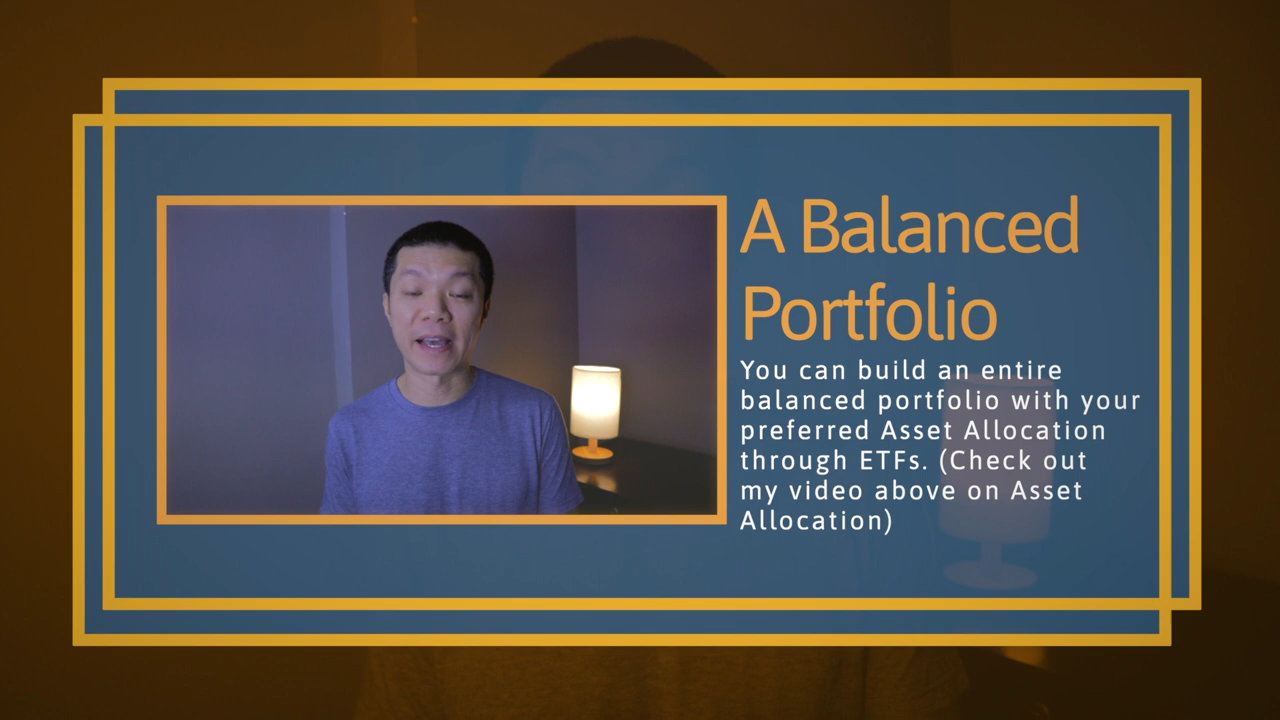 A Balanced
Portfolio
You can build an entire
balanced portfolio with your
preferred Asset Allocation
through ETFs. (Check out
my video above on Asset
Allocation)